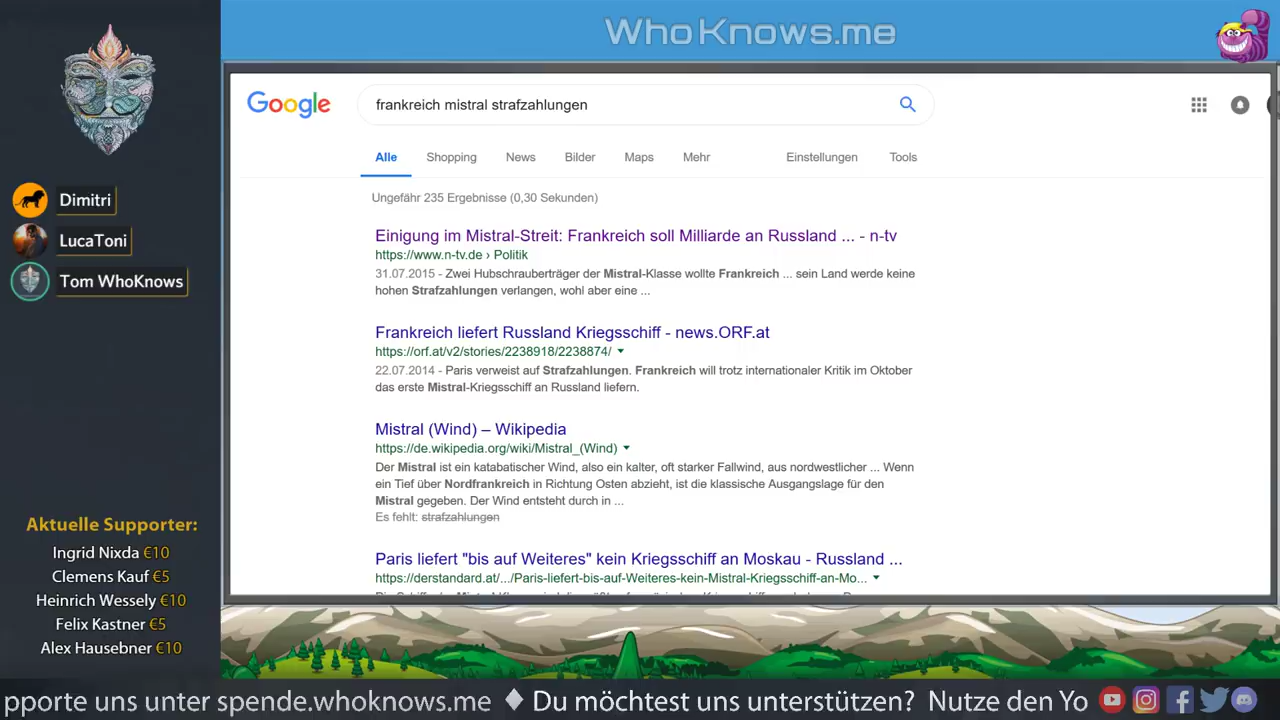 WhoKnows.me
Dimitri
LucaToni
Tom WhoKnows
Aktuelle Supporter:
Ingrid Nixda €10
Clemens Kauf €5
Heinrich Wessely €10
Felix Kastner €5
Alex Hausebner €10
Google
frankreich mistral strafzahlungen
Alle Shopping News Bilder Maps Mehr Einstellungen Tools
Ungefähr 235 Ergebnisse (0,30 Sekunden)
Einigung im Mistral-Streit: Frankreich soll Milliarde an Russland ... - n-tv
https://www.n-tv.de › Politik
31.07.2015 - Zwei Hubschrauberträger der Mistral-Klasse wollte Frankreich ... sein Land werde keine
hohen Strafzahlungen verlangen, wohl aber eine ...
Frankreich liefert Russland Kriegsschiff - news.ORF.at
https://orf.at/v2/stories/2238918/2238874/
22.07.2014 - Paris verweist auf Strafzahlungen. Frankreich will trotz internationaler Kritik im Oktober
das erste Mistral-Kriegsschiff an Russland liefern.
Mistral (Wind) – Wikipedia
https://de.wikipedia.org/wiki/Mistral_(Wind)
Der Mistral ist ein katabatischer Wind, also ein kalter, oft starker Fallwind, aus nordwestlicher ... Wenn
ein Tief über Nordfrankreich in Richtung Osten abzieht, ist die klassische Ausgangslage für den
Mistral gegeben. Der Wind entsteht durch in ...
Es fehlt: strafzahlungen
Paris liefert "bis auf Weiteres" kein Kriegsschiff an Moskau - Russland ...
https://derstandard.at/.../Paris-liefert-bis-auf-Weiteres-kein-Mistral-Kriegsschiff-an-Mo...
pporte uns unter spende.whoknows.me ♦ Du möchtest uns unterstützen? Nutze den Yo